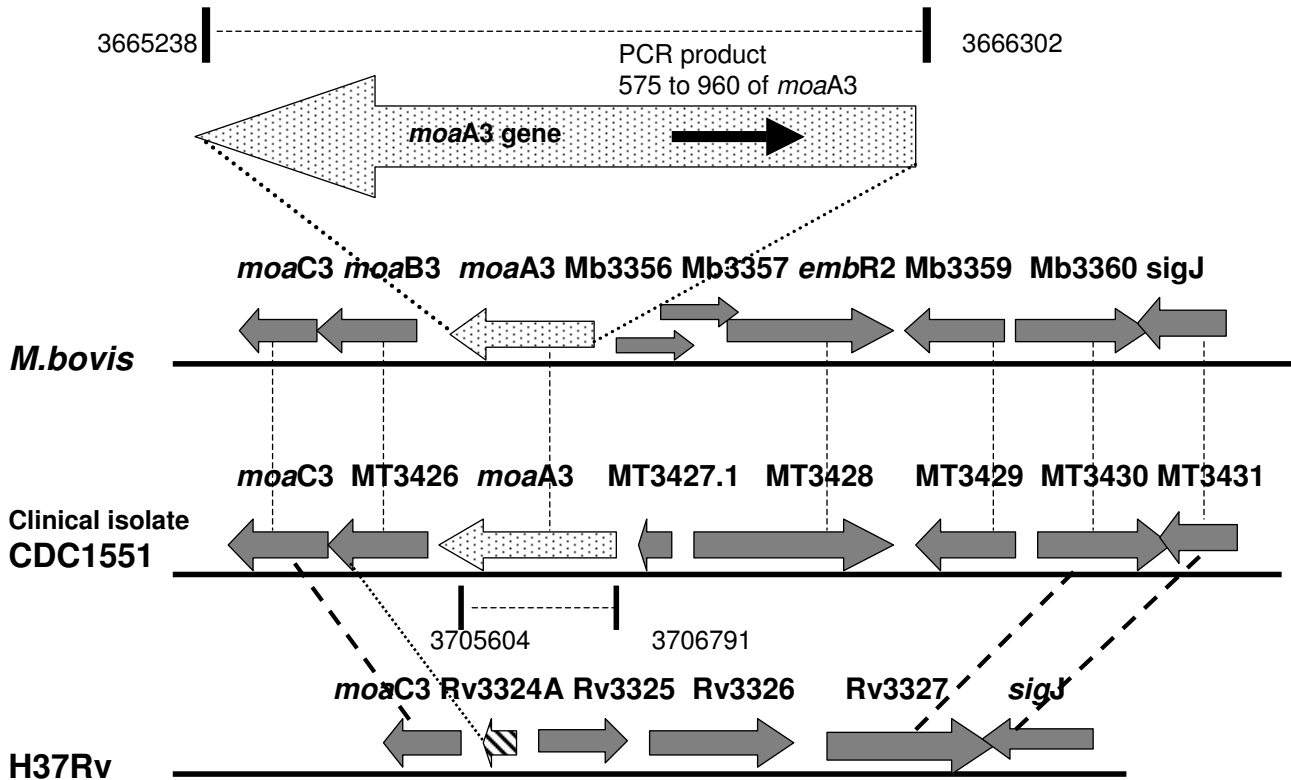 3665238
3666302
PCR product
575 to 960 of moaA3
moaA3 gene
moaC3 moaB3 moaA3 Mb3356 Mb3357 embR2 Mb3359 Mb3360 sigJ
M.bovis
moaC3 MT3426 moaA3 MT3427.1 MT3428 MT3429 MT3430 MT3431
Clinical isolate
CDC1551
3705604 3706791
moaC3 Rv3324A Rv3325 Rv3326 Rv3327 sigJ
H37Rv